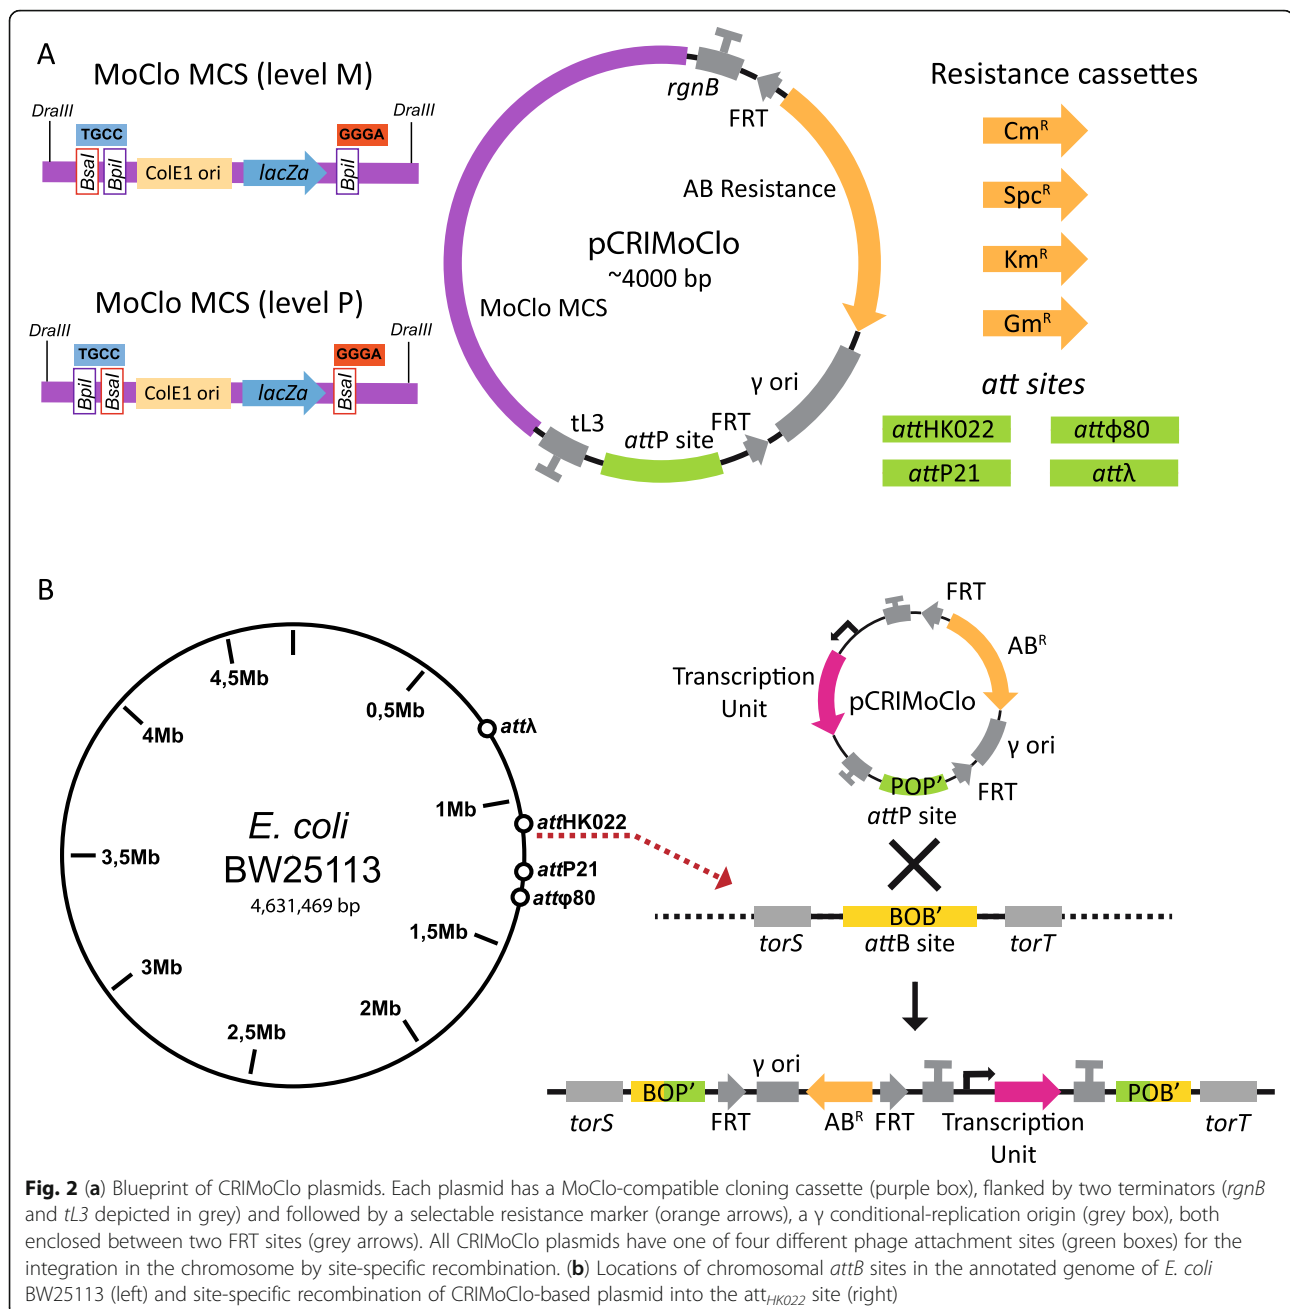 A
MoClo MCS (level M)
DraIII
DraIII
TGCC
GGGA
BsaI
BpiI
ColE1 ori
lacZa
BpiI
MoClo MCS (level P)
DraIII
DraIII
TGCC
GGGA
BpiI
BsaI
ColE1 ori
lacZa
BsaI
rgnB
FRT
AB Resistance
pCRIMoClo
~4000 bp
MoClo MCS
γ ori
tL3
attP site
FRT
Resistance cassettes
CmR
SpcR
KmR
GmR
att sites
attHK022
attφ80
attP21
attλ
B
4,5Mb
0,5Mb
4Mb
attλ
1Mb
attHK022
E. coli
BW25113
4,631,469 bp
3,5Mb
attP21
attφ80
1,5Mb
3Mb
2Mb
2,5Mb
FRT
ABR
Transcription
Unit
pCRIMoClo
γ ori
FRT
POP’
attP site
BOB’
torS
attB site
torT
γ ori
BOP’
POB’
torS
FRT
ABR
FRT
Transcription
Unit
torT
Fig. 2 (a) Blueprint of CRIMoClo plasmids. Each plasmid has a MoClo-compatible cloning cassette (purple box), flanked by two terminators (rgnB
and tL3 depicted in grey) and followed by a selectable resistance marker (orange arrows), a γ conditional-replication origin (grey box), both
enclosed between two FRT sites (grey arrows). All CRIMoClo plasmids have one of four different phage attachment sites (green boxes) for the
integration in the chromosome by site-specific recombination. (b) Locations of chromosomal attB sites in the annotated genome of E. coli
BW25113 (left) and site-specific recombination of CRIMoClo-based plasmid into the attHK022 site (right)